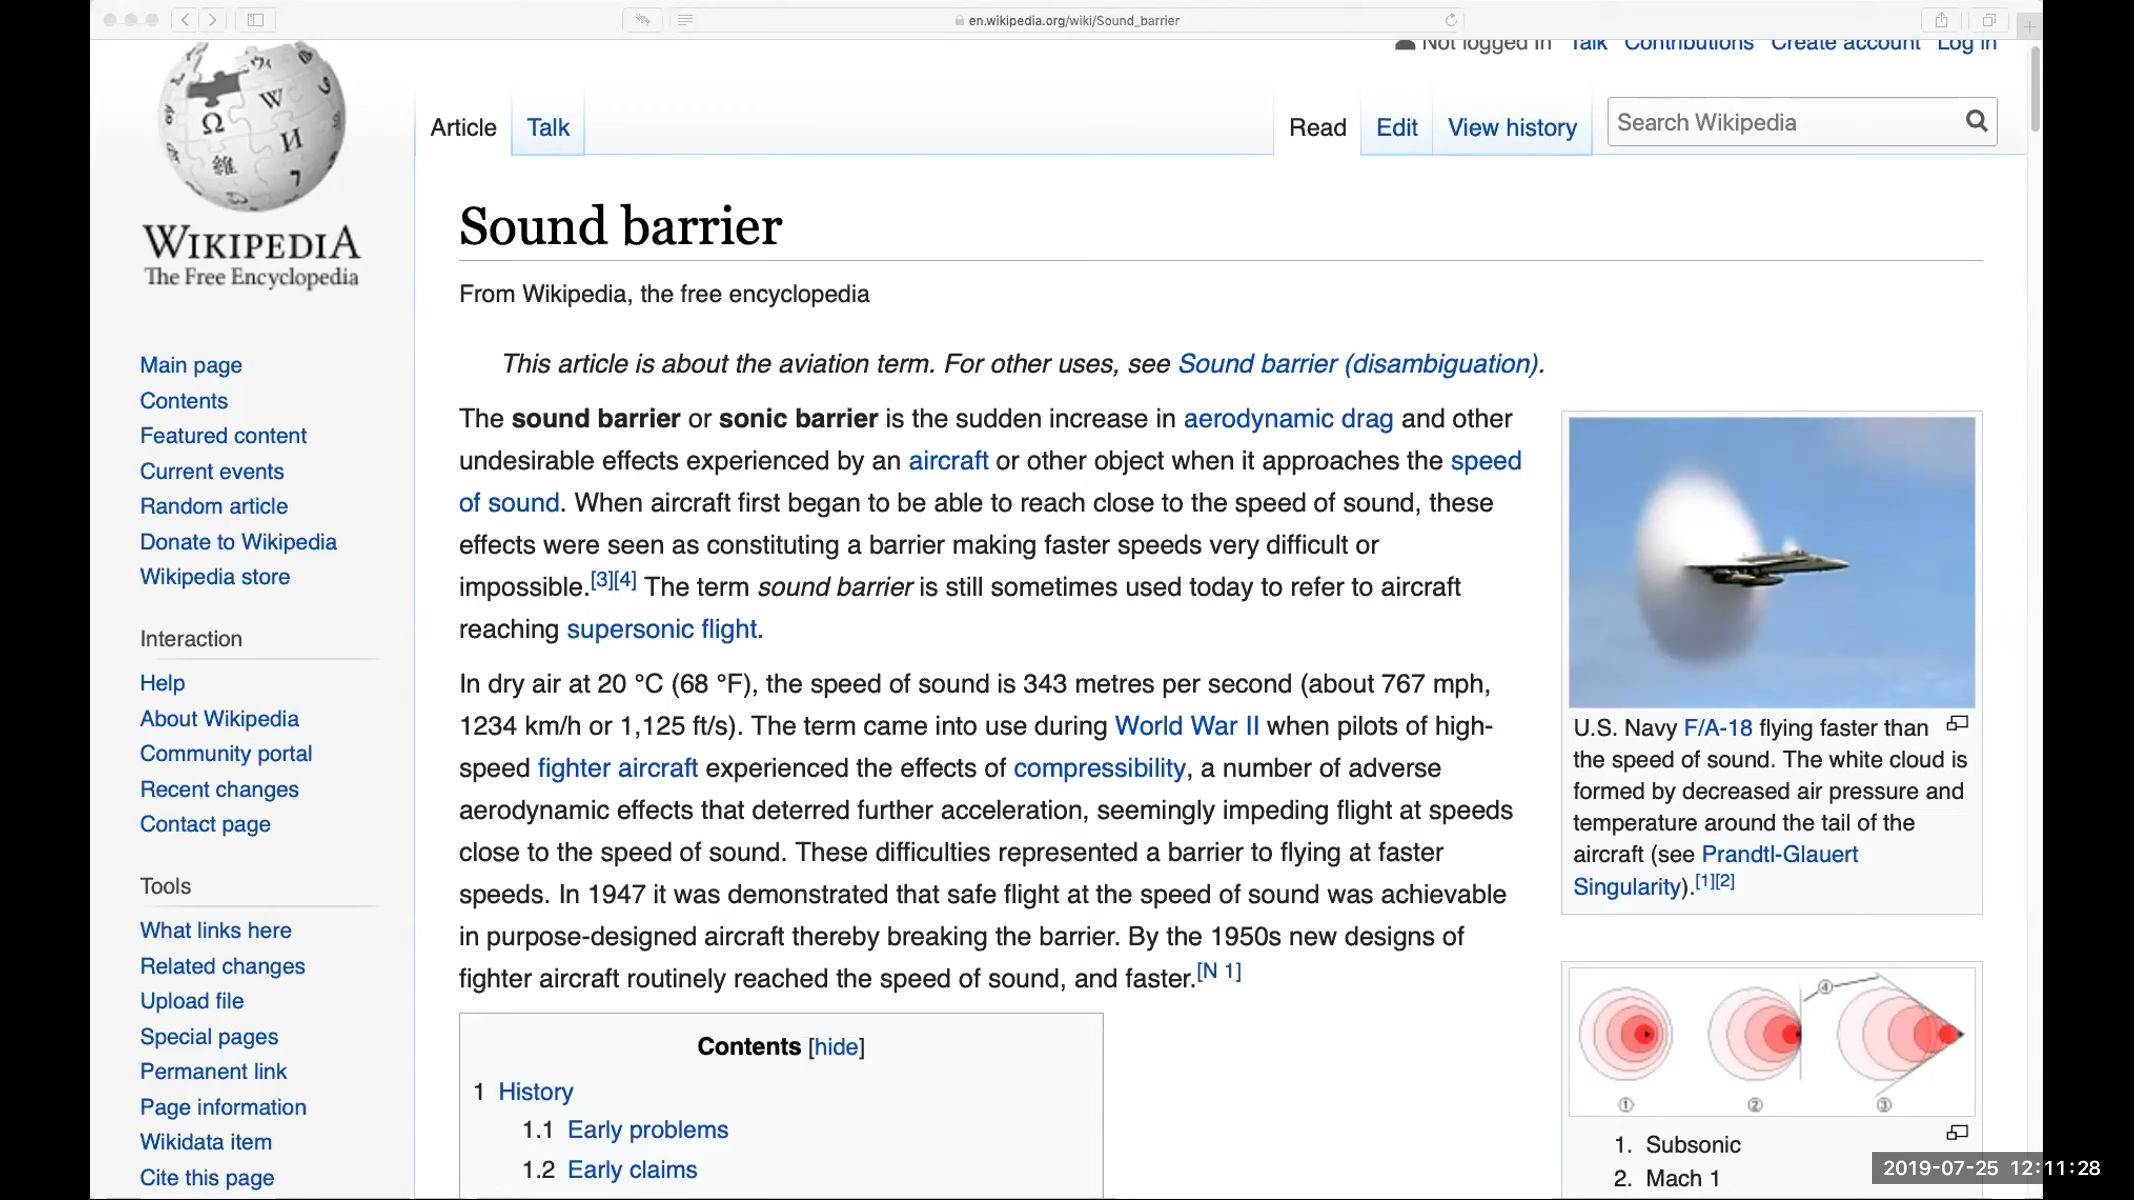 en.wikipedia.org/wiki/Sound_barrier
Not logged in Talk Contributions Create account Log in
Article Talk Read Edit View history Search Wikipedia
WIKIPEDIA
The Free Encyclopedia
Main page
Contents
Featured content
Current events
Random article
Donate to Wikipedia
Wikipedia store
Interaction
Help
About Wikipedia
Community portal
Recent changes
Contact page
Tools
What links here
Related changes
Upload file
Special pages
Permanent link
Page information
Wikidata item
Cite this page
Sound barrier
From Wikipedia, the free encyclopedia
This article is about the aviation term. For other uses, see Sound barrier (disambiguation).
The sound barrier or sonic barrier is the sudden increase in aerodynamic drag and other
undesirable effects experienced by an aircraft or other object when it approaches the speed
of sound. When aircraft first began to be able to reach close to the speed of sound, these
effects were seen as constituting a barrier making faster speeds very difficult or
impossible.[3][4] The term sound barrier is still sometimes used today to refer to aircraft
reaching supersonic flight.
In dry air at 20 °C (68 °F), the speed of sound is 343 metres per second (about 767 mph,
1234 km/h or 1,125 ft/s). The term came into use during World War II when pilots of high-
speed fighter aircraft experienced the effects of compressibility, a number of adverse
aerodynamic effects that deterred further acceleration, seemingly impeding flight at speeds
close to the speed of sound. These difficulties represented a barrier to flying at faster
speeds. In 1947 it was demonstrated that safe flight at the speed of sound was achievable
in purpose-designed aircraft thereby breaking the barrier. By the 1950s new designs of
fighter aircraft routinely reached the speed of sound, and faster.[N 1]
Contents [hide]
1 History
1.1 Early problems
1.2 Early claims
U.S. Navy F/A-18 flying faster than
the speed of sound. The white cloud is
formed by decreased air pressure and
temperature around the tail of the
aircraft (see Prandtl-Glauert
Singularity).[1][2]
④
① ② ③
1. Subsonic
2. Mach 1
2019-07-25 12:11:28